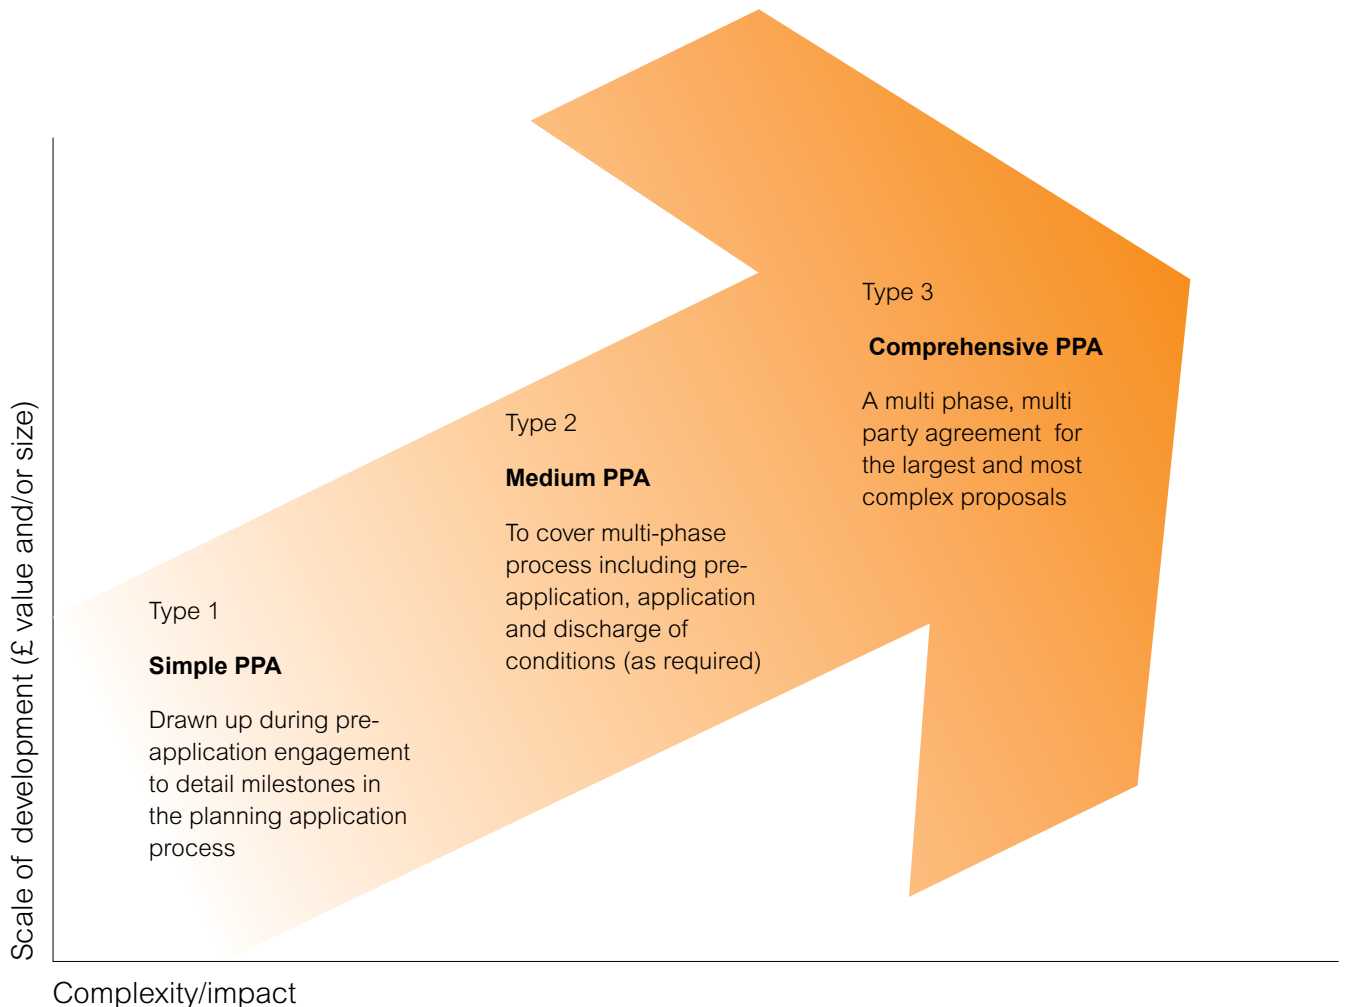 Scale of development (£ value and/or size)
Type 1
Simple PPA
Drawn up during pre-
application engagement
to detail milestones in
the planning application
process
Type 2
Medium PPA
To cover multi-phase
process including pre-
application, application
and discharge of
conditions (as required)
Type 3
Comprehensive PPA
A multi phase, multi
party agreement for
the largest and most
complex proposals
Complexity/impact